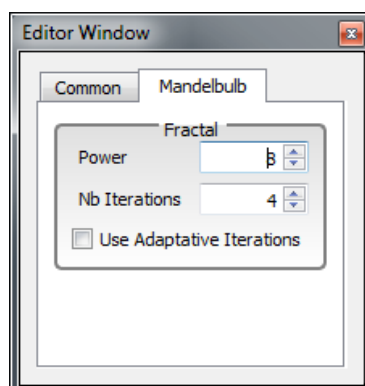 Editor Window
Common Mandelbulb
Fractal
Power 8
Nb Iterations 4
Use Adaptative Iterations